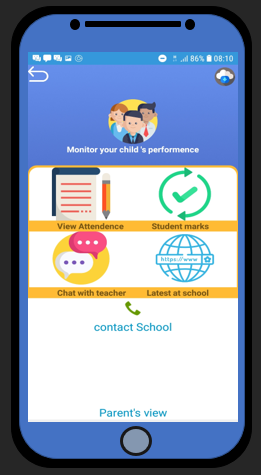 86% 08:10
Monitor your child 's performence
View Attendence Student marks
https://www
Chat with teacher Latest at school
contact School
Parent's view